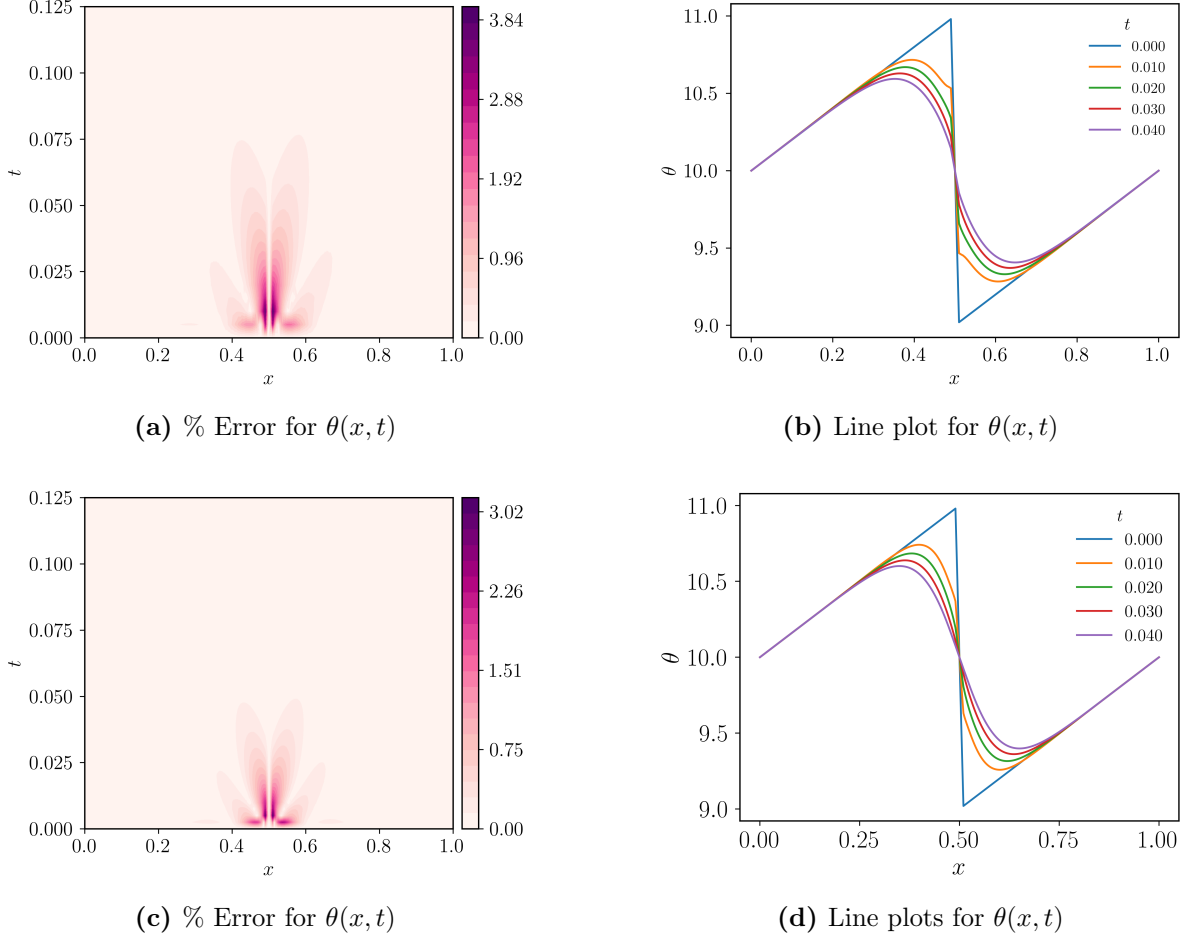 0.125
0.100
0.075
0.050
0.025
0.000
t
0.0 0.2 0.4 0.6 0.8 1.0
x
3.84
2.88
1.92
0.96
0.00
(a) % Error for θ(x, t)
11.0
10.5
10.0
9.5
9.0
θ
0.0 0.2 0.4 0.6 0.8 1.0
x
t
0.000
0.010
0.020
0.030
0.040
(b) Line plot for θ(x, t)
0.125
0.100
0.075
0.050
0.025
0.000
t
0.0 0.2 0.4 0.6 0.8 1.0
x
3.02
2.26
1.51
0.75
0.00
(c) % Error for θ(x, t)
11.0
10.5
10.0
9.5
9.0
θ
0.00 0.25 0.50 0.75 1.00
x
t
0.000
0.010
0.020
0.030
0.040
(d) Line plots for θ(x, t)